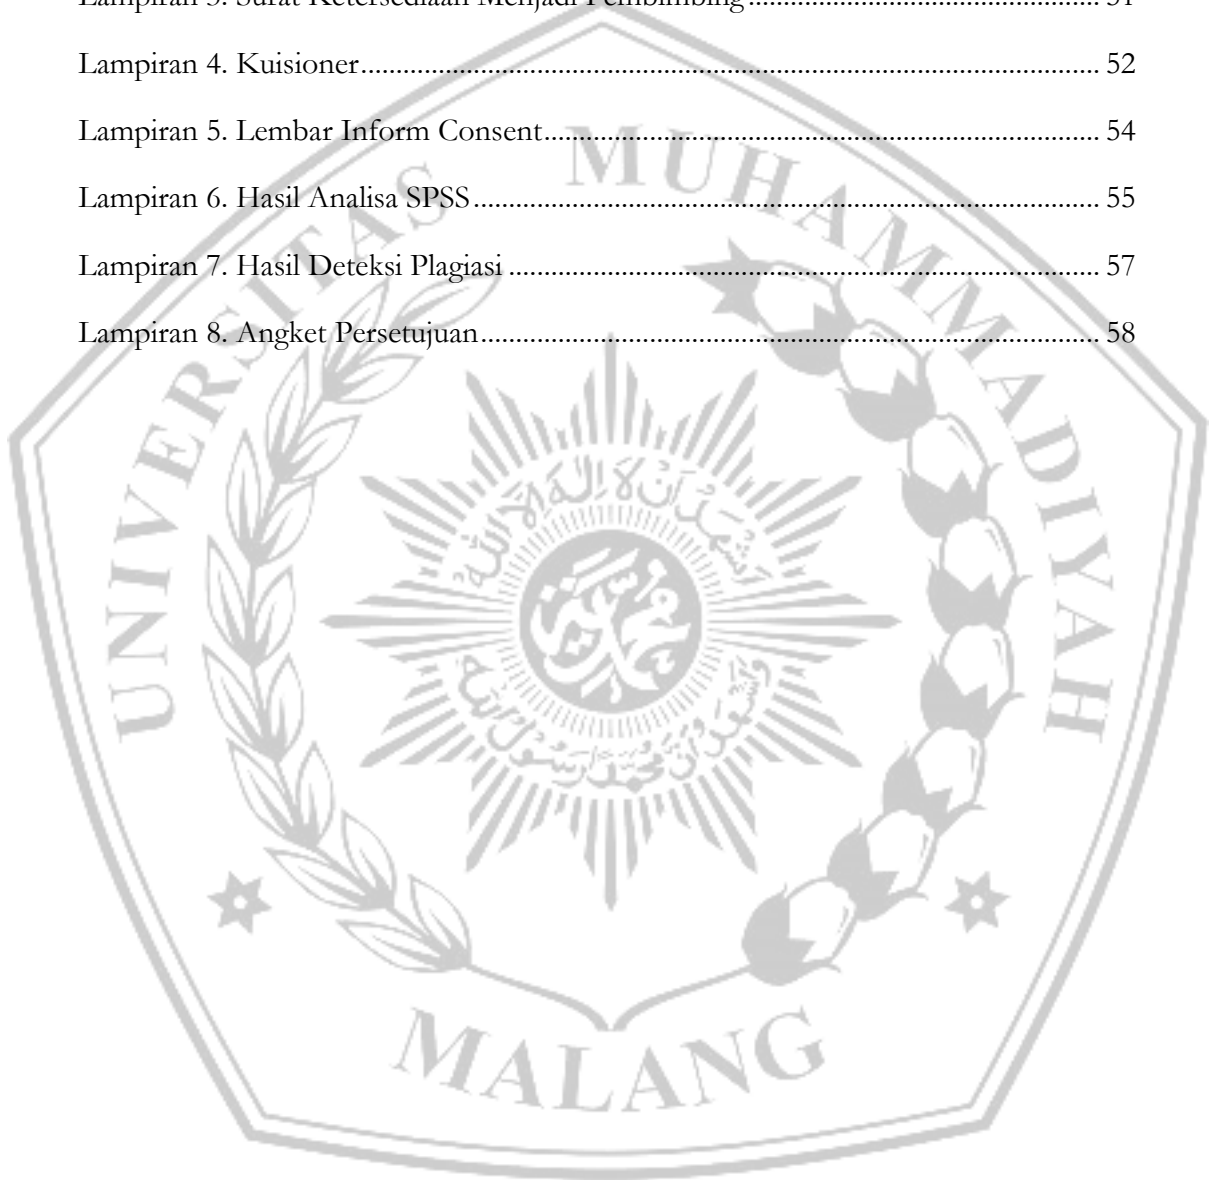 Lampiran 3. Surat Ketersediaan Menjadi Pembimbing ........ 51
Lampiran 4. Kuisioner ........ 52
Lampiran 5. Lembar Inform Consent ........ 54
Lampiran 6. Hasil Analisa SPSS ........ 55
Lampiran 7. Hasil Deteksi Plagiasi ........ 57
Lampiran 8. Angket Persetujuan ........ 58
UNIVERSITAS MUHAMMADIYAH
MALANG